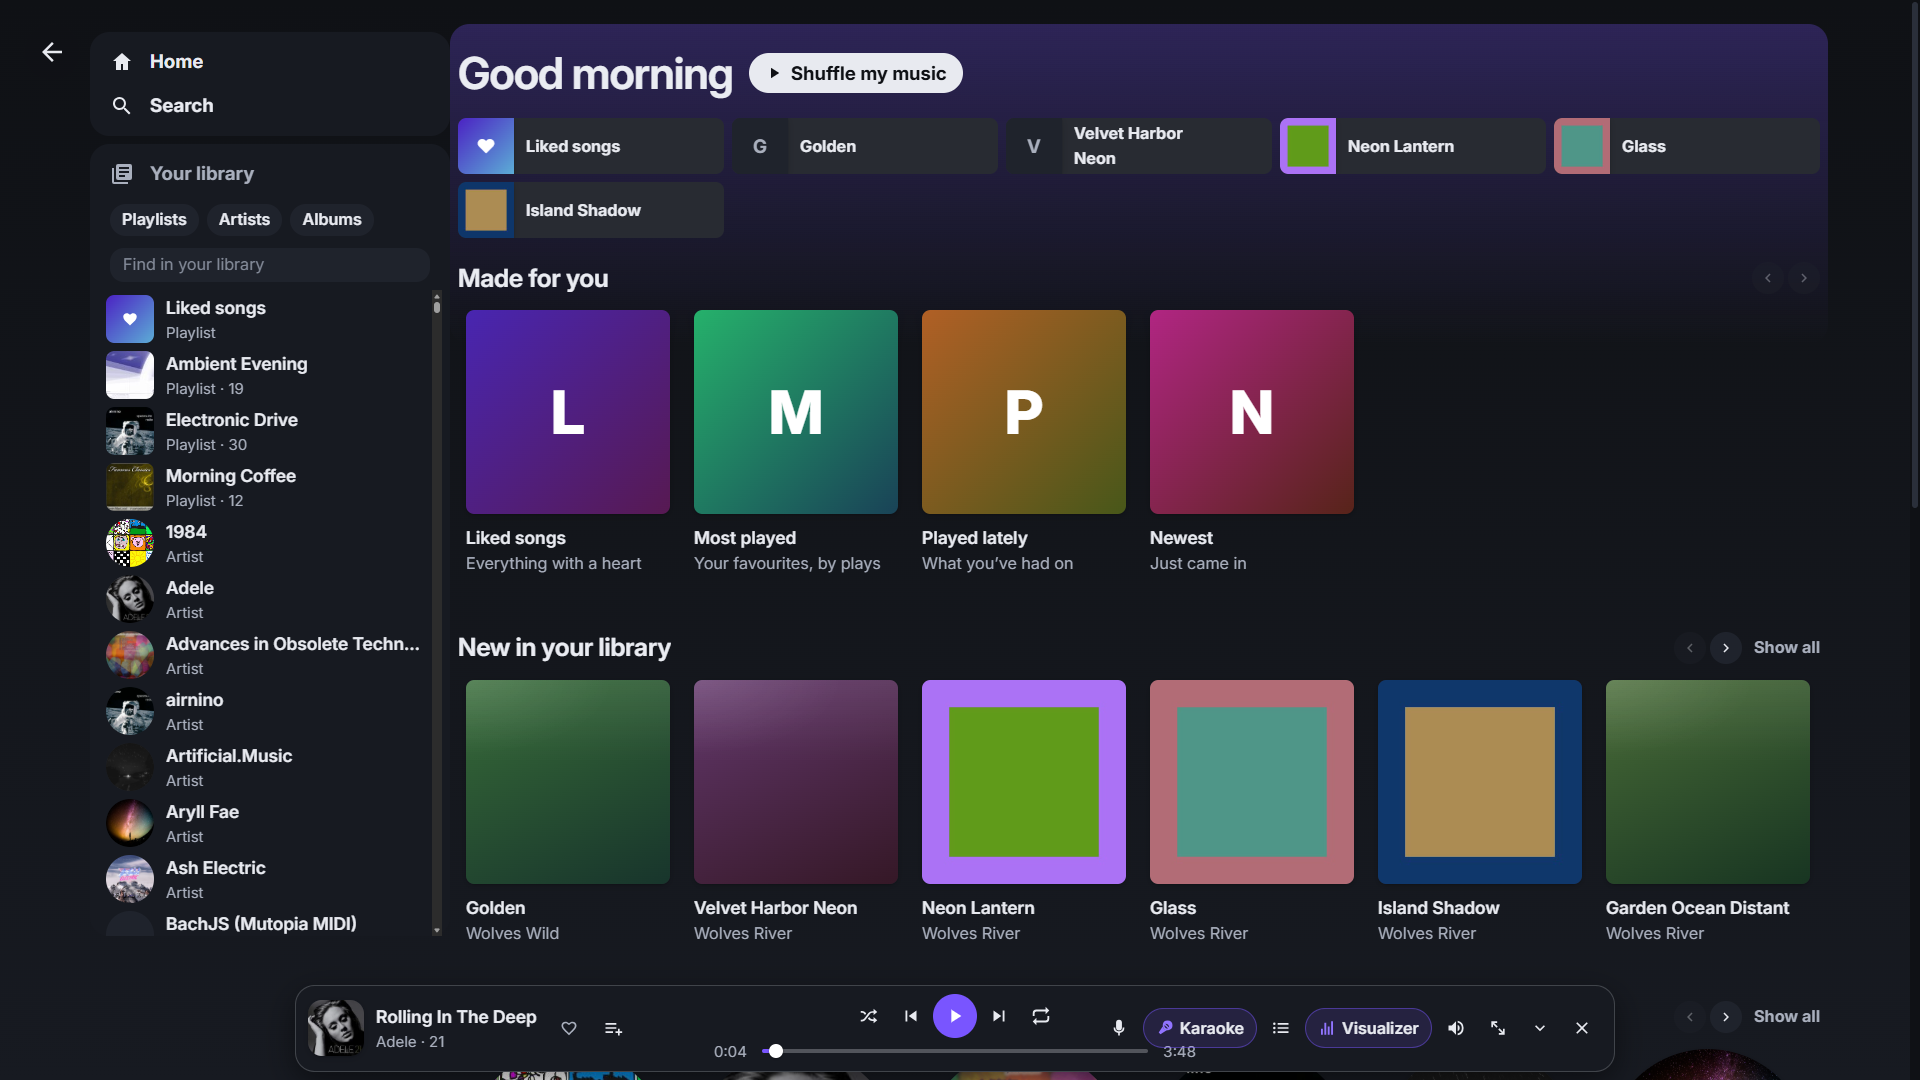 Home
Search
Your library
Playlists
Artists
Albums
Find in your library
Liked songs
Playlist
Ambient Evening
Playlist · 19
Electronic Drive
Playlist · 30
Morning Coffee
Playlist · 12
1984
Artist
Adele
Artist
Advances in Obsolete Techn...
Artist
airnino
Artist
Artificial.Music
Artist
Aryll Fae
Artist
Ash Electric
Artist
BachJS (Mutopia MIDI)
Good morning
Shuffle my music
Liked songs
G
Golden
V
Velvet Harbor
Neon
Neon Lantern
Glass
Island Shadow
Made for you
L
M
P
N
Liked songs
Everything with a heart
Most played
Your favourites, by plays
Played lately
What you've had on
Newest
Just came in
New in your library
Show all
Golden
Wolves Wild
Velvet Harbor Neon
Wolves River
Neon Lantern
Wolves River
Glass
Wolves River
Island Shadow
Wolves River
Garden Ocean Distant
Wolves River
Show all
Rolling In The Deep
Adele · 21
0:04
3:48
Karaoke
Visualizer